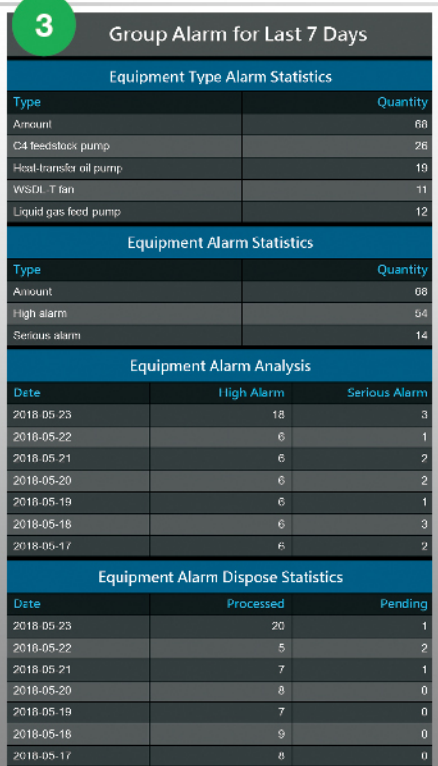 3
Group Alarm for Last 7 Days
Equipment Type Alarm Statistics
Type Quantity
Amount 68
C4 feedstock pump 26
Heat-transfer oil pump 19
WSDL-T fan 11
Liquid gas feed pump 12
Equipment Alarm Statistics
Type Quantity
Amount 68
High alarm 54
Serious alarm 14
Equipment Alarm Analysis
Date High Alarm Serious Alarm
2018-05-23 18 3
2018-05-22 6 1
2018-05-21 6 2
2018-05-20 6 2
2018-05-19 6 1
2018-05-18 6 3
2018-05-17 6 2
Equipment Alarm Dispose Statistics
Date Processed Pending
2018-05-23 20 1
2018-05-22 5 2
2018-05-21 7 1
2018-05-20 8 0
2018-05-19 7 0
2018-05-18 9 0
2018-05-17 8 0